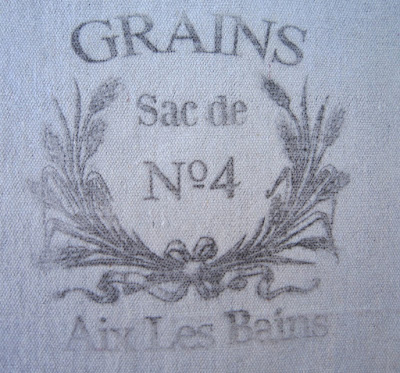 GRAINS
Sac de
Nº4
Aix Les Bains